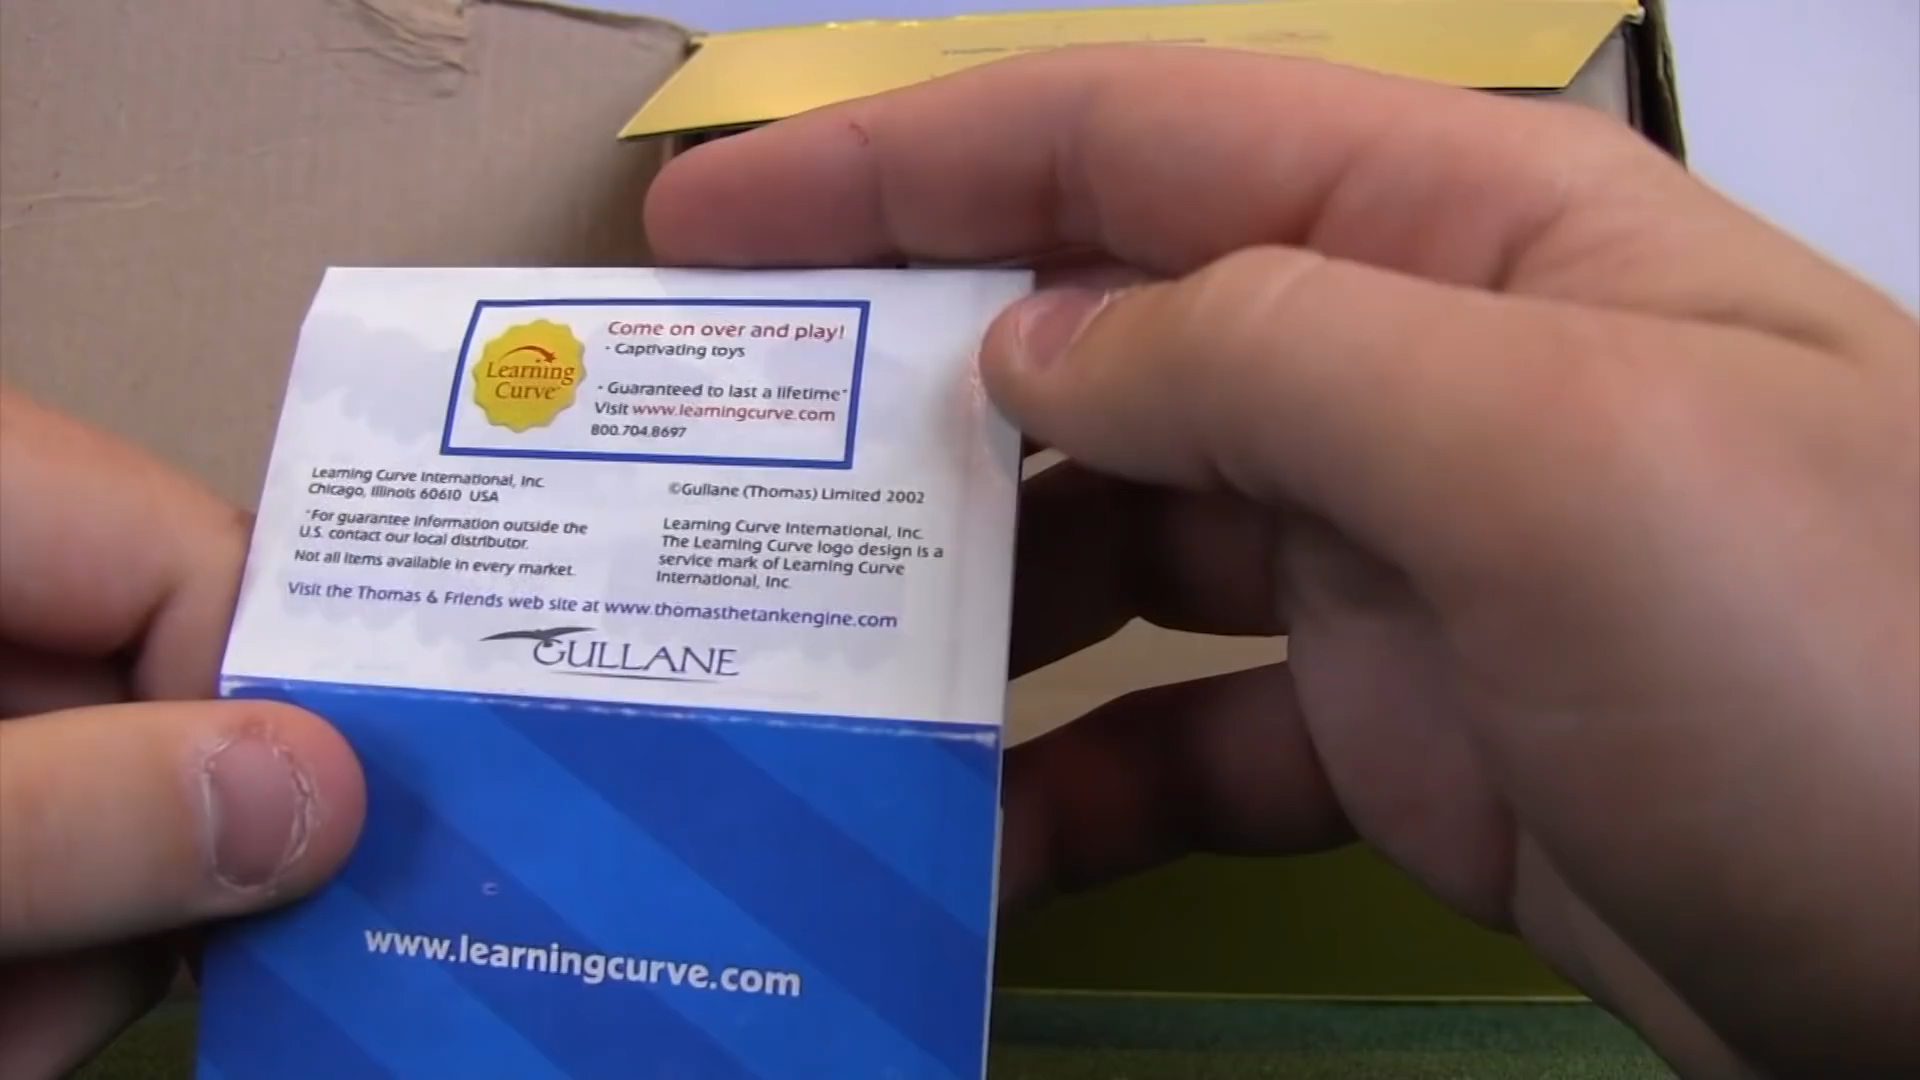 Learning
Curve
Come on over and play!
- Captivating toys
- Guaranteed to last a lifetime*
Visit www.learningcurve.com
800.704.8697
Learning Curve International, Inc.
Chicago, Illinois 60610 USA
*For guarantee information outside the
U.S. contact our local distributor.
Not all items available in every market.
©Gullane (Thomas) Limited 2002
Learning Curve International, Inc.
The Learning Curve logo design is a
service mark of Learning Curve
International, Inc.
Visit the Thomas & Friends web site at www.thomasthetankengine.com
GULLANE
www.learningcurve.com